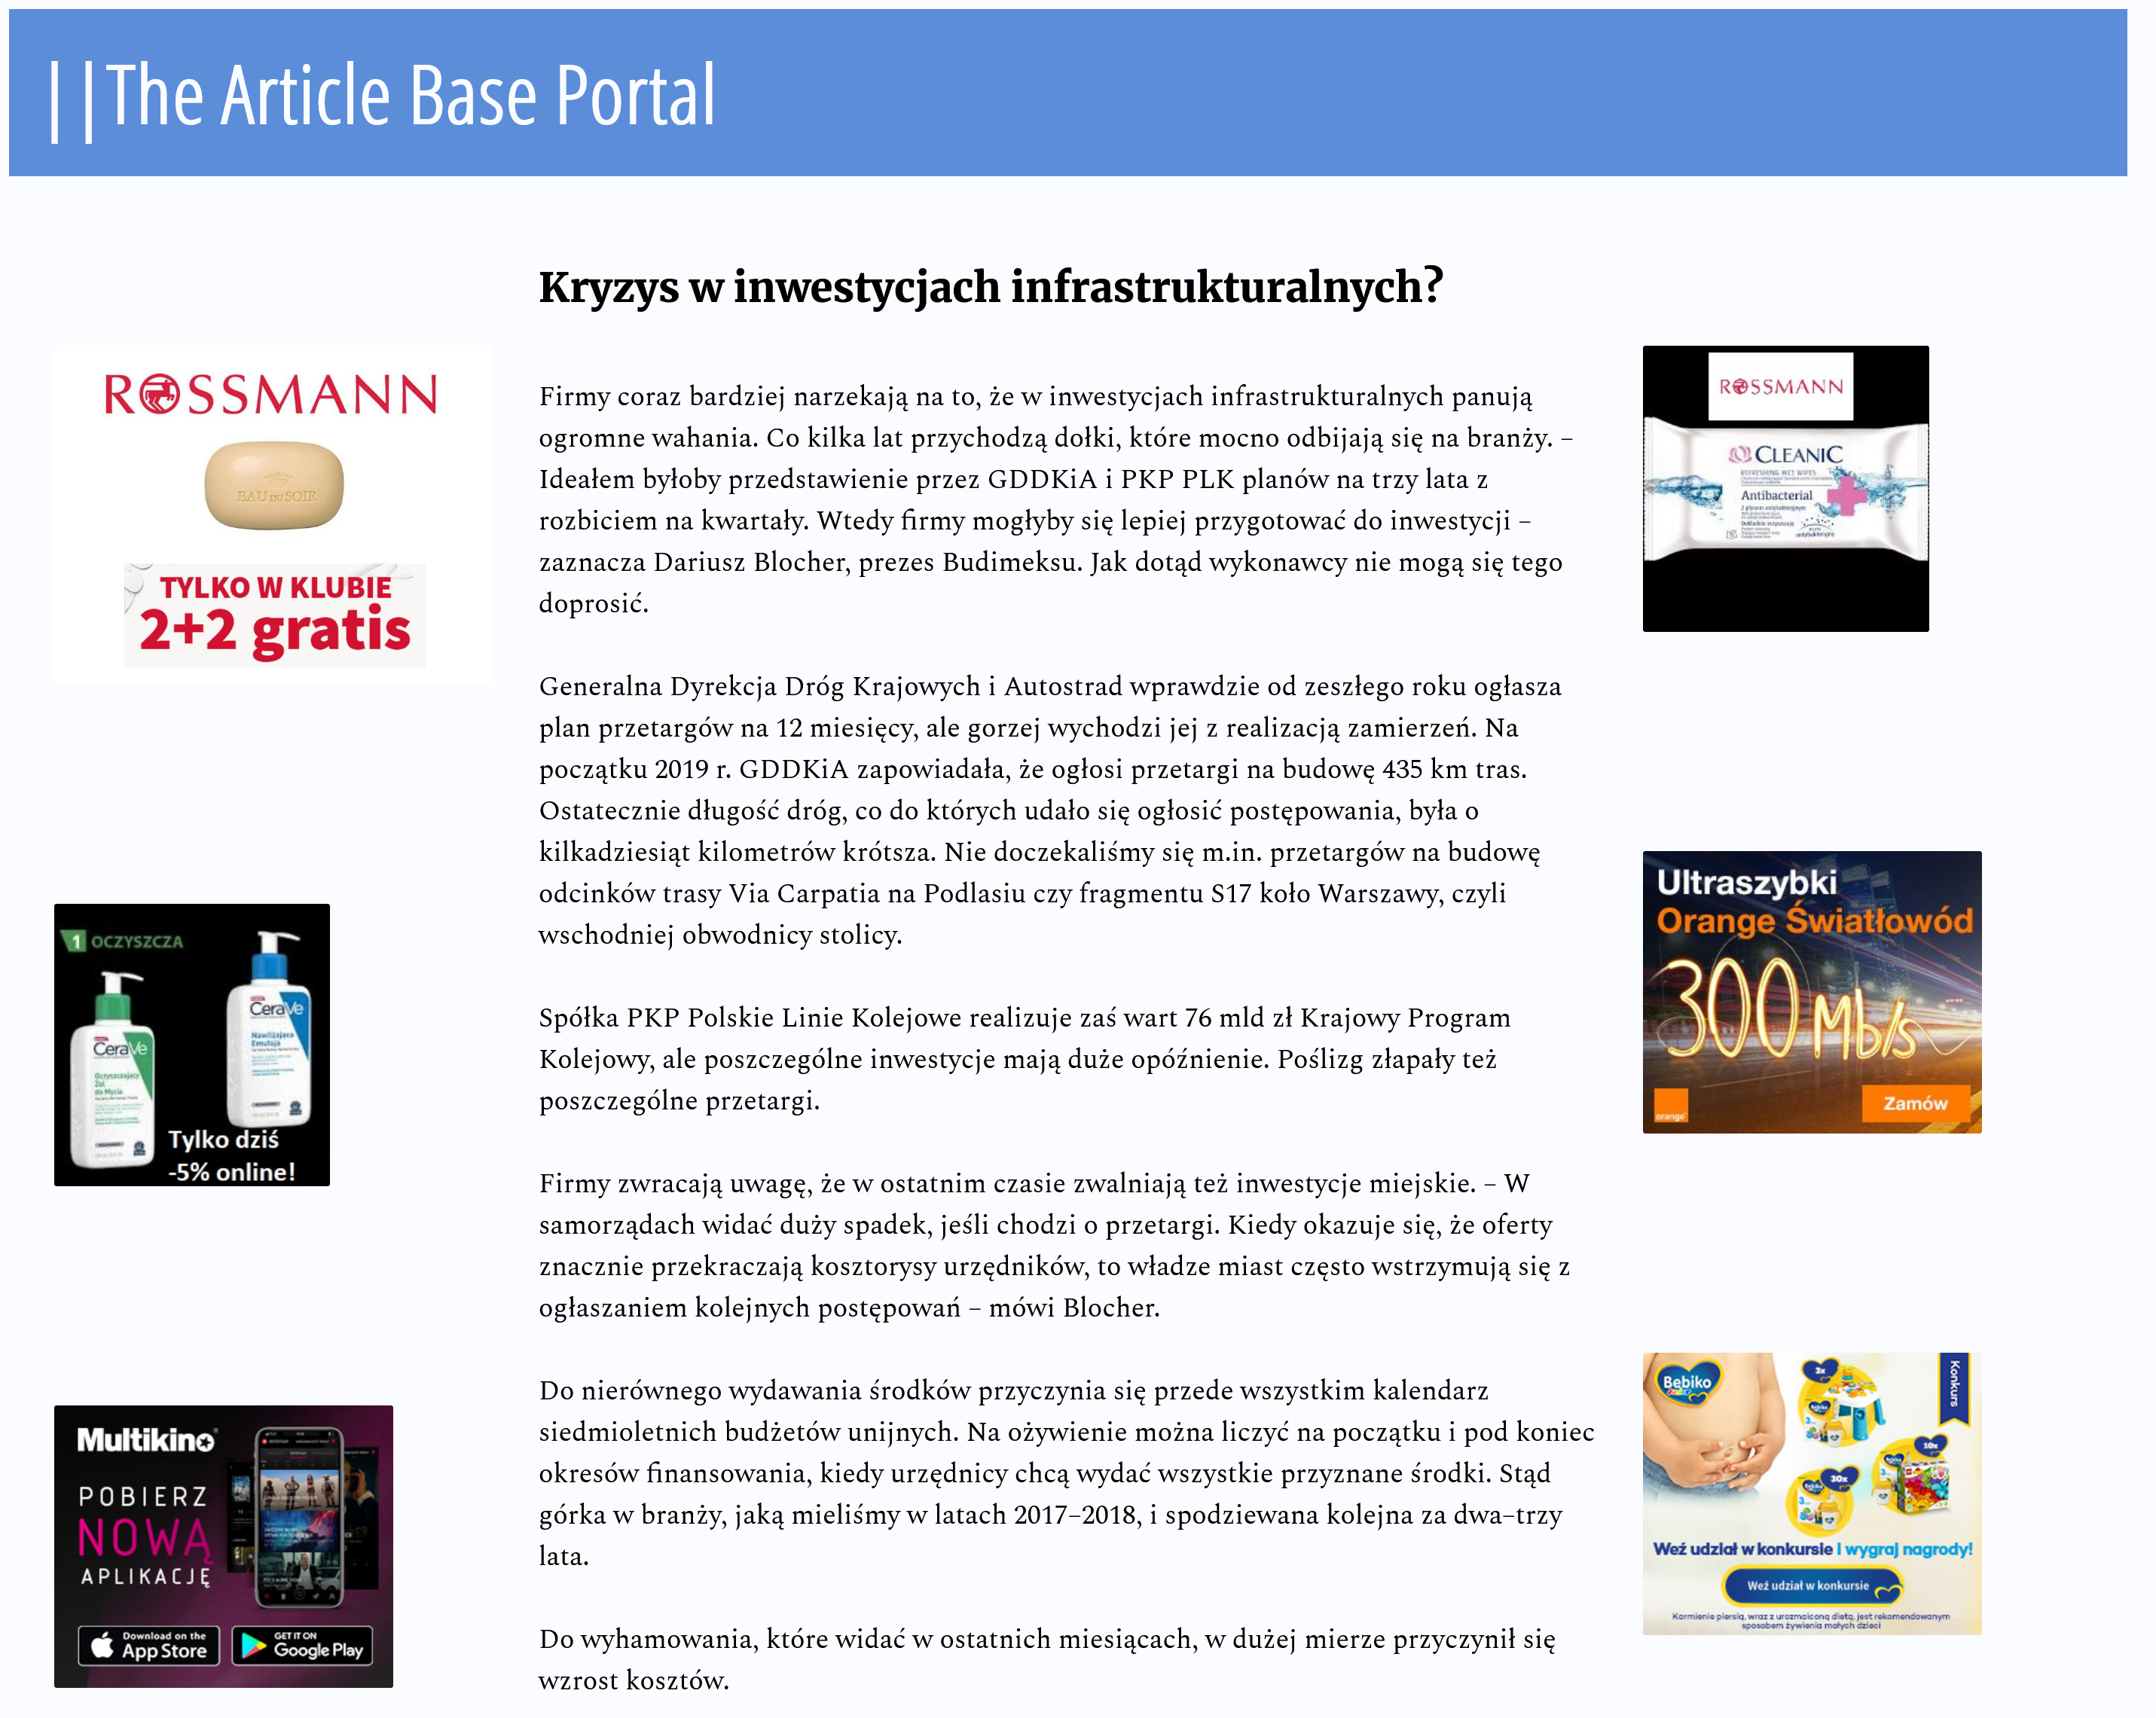 ||The Article Base Portal
Kryzys w inwestycjach infrastrukturalnych?
Firmy coraz bardziej narzekają na to, że w inwestycjach infrastrukturalnych panują
ogromne wahania. Co kilka lat przychodzą dołki, które mocno odbijają się na branży. –
Ideałem byłoby przedstawienie przez GDDKiA i PKP PLK planów na trzy lata z
rozbiciem na kwartały. Wtedy firmy mogłyby się lepiej przygotować do inwestycji –
zaznacza Dariusz Blocher, prezes Budimeksu. Jak dotąd wykonawcy nie mogą się tego
doprosić.
Generalna Dyrekcja Dróg Krajowych i Autostrad wprawdzie od zeszłego roku ogłasza
plan przetargów na 12 miesięcy, ale gorzej wychodzi jej z realizacją zamierzeń. Na
początku 2019 r. GDDKiA zapowiadała, że ogłosi przetargi na budowę 435 km tras.
Ostatecznie długość dróg, co do których udało się ogłosić postępowania, była o
kilkadziesiąt kilometrów krótsza. Nie doczekaliśmy się m.in. przetargów na budowę
odcinków trasy Via Carpatia na Podlasiu czy fragmentu S17 koło Warszawy, czyli
wschodniej obwodnicy stolicy.
Spółka PKP Polskie Linie Kolejowe realizuje zaś wart 76 mld zł Krajowy Program
Kolejowy, ale poszczególne inwestycje mają duże opóźnienie. Poślizg złapały też
poszczególne przetargi.
Firmy zwracają uwagę, że w ostatnim czasie zwalniają też inwestycje miejskie. – W
samorządach widać duży spadek, jeśli chodzi o przetargi. Kiedy okazuje się, że oferty
znacznie przekraczają kosztorysy urzędników, to władze miast często wstrzymują się z
ogłaszaniem kolejnych postępowań – mówi Blocher.
Do nierównego wydawania środków przyczynia się przede wszystkim kalendarz
siedmioletnich budżetów unijnych. Na ożywienie można liczyć na początku i pod koniec
okresów finansowania, kiedy urzędnicy chcą wydać wszystkie przyznane środki. Stąd
górka w branży, jaką mieliśmy w latach 2017–2018, i spodziewana kolejna za dwa–trzy
lata.
Do wyhamowania, które widać w ostatnich miesiącach, w dużej mierze przyczynił się
wzrost kosztów.
ROSSMANN
EAU DU SOIR
TYLKO W KLUBIE
2+2 gratis
1 OCZYSZCZA
CeraVe
Nawilżająca
Emulsja
CeraVe
Oczyszczający
Żel
do Mycia
Tylko dziś
-5% online!
Multikino
POBIERZ
NOWĄ
APLIKACJĘ
Download on the
App Store
GET IT ON
Google Play
ROSSMANN
CLEANIC
REFRESHING WET WIPES
Antibacterial
antybakteryjny
Ultraszybki
Orange Światłowód
300 Mb/s
orange
Zamów
Bebiko
Junior
Konkurs
3x
10x
30x
Weź udział w konkursie i wygraj nagrody!
Weź udział w konkursie
Karmienie piersią, wraz z urozmaiconą dietą, jest rekomendowanym
sposobem żywienia małych dzieci